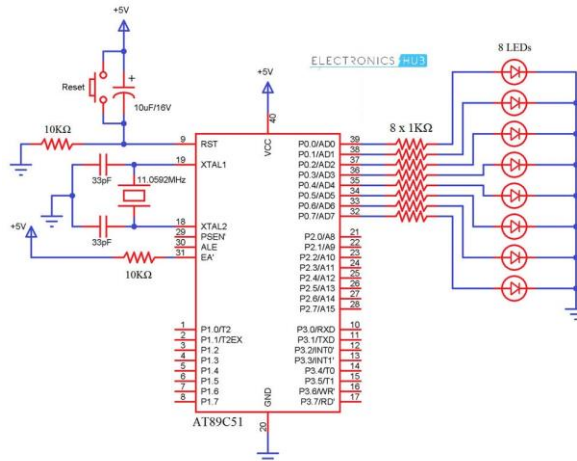 +5V
ELECTRONICS HUB
8 LEDs
Reset
+
10uF/16V
+5V
40
VCC
10KΩ
9 RST
19 XTAL1
33pF
11.0592MHz
33pF
18 XTAL2
29 PSEN'
30 ALE
31 EA'
+5V
10KΩ
P0.0/AD0 39
P0.1/AD1 38
P0.2/AD2 37
P0.3/AD3 36
P0.4/AD4 35
P0.5/AD5 34
P0.6/AD6 33
P0.7/AD7 32
8 x 1KΩ
P2.0/A8 21
P2.1/A9 22
P2.2/A10 23
P2.3/A11 24
P2.4/A12 25
P2.5/A13 26
P2.6/A14 27
P2.7/A15 28
1 P1.0/T2
2 P1.1/T2EX
3 P1.2
4 P1.3
5 P1.4
6 P1.5
7 P1.6
8 P1.7
P3.0/RXD 10
P3.1/TXD 11
P3.2/INT0' 12
P3.3/INT1' 13
P3.4/T0 14
P3.5/T1 15
P3.6/WR' 16
P3.7/RD' 17
GND
20
AT89C51